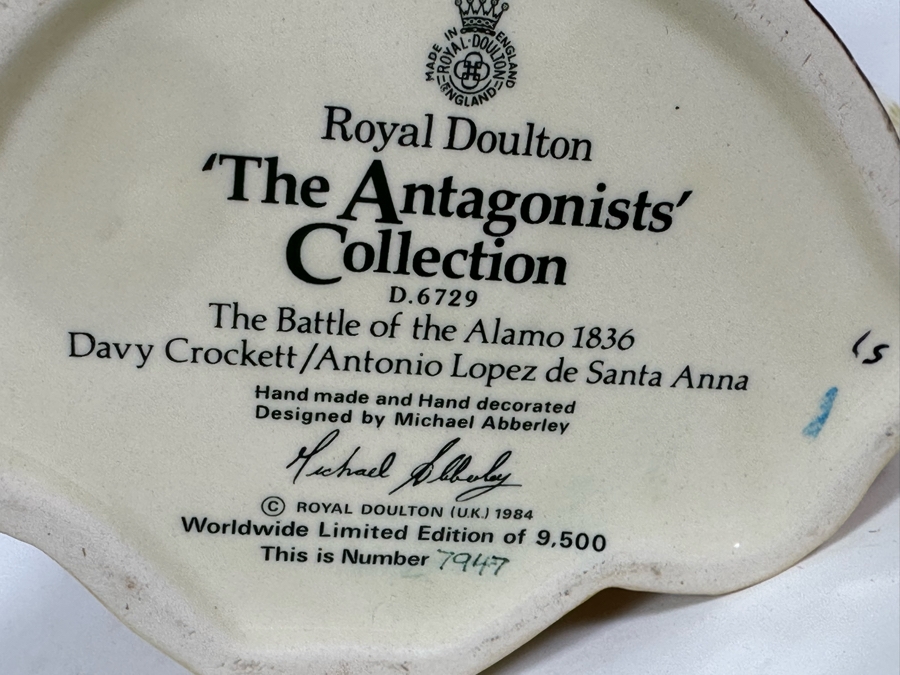 MADE IN ENGLAND
ROYAL·DOULTON
ENGLAND
Royal Doulton
'The Antagonists'
Collection
D.6729
The Battle of the Alamo 1836
Davy Crockett/Antonio Lopez de Santa Anna
Hand made and Hand decorated
Designed by Michael Abberley
Michael Abberley
© ROYAL DOULTON (U.K.) 1984
Worldwide Limited Edition of 9,500
This is Number 7947